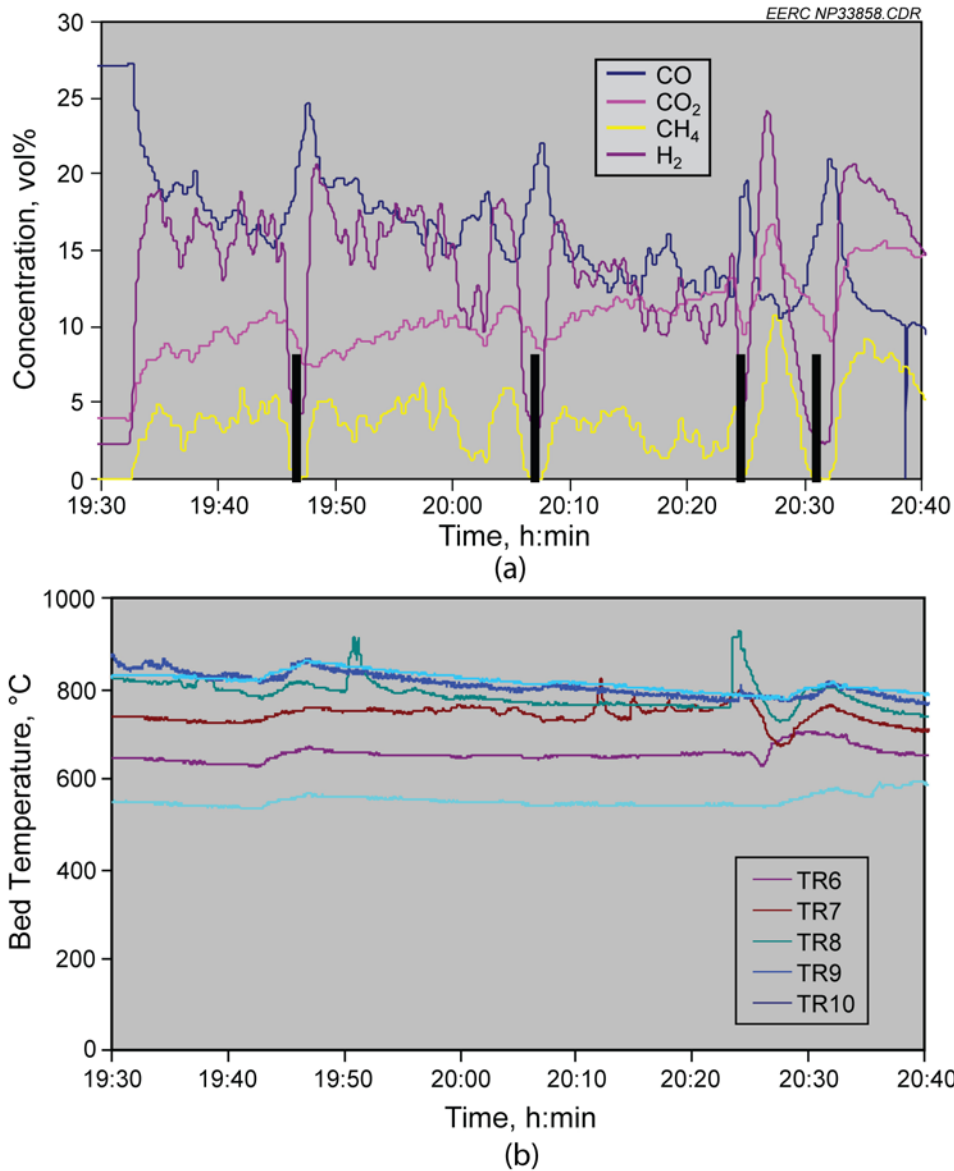 EERC NP33858.CDR
30
25
20
15
10
5
0
Concentration, vol%
CO
CO₂
CH₄
H₂
19:30 19:40 19:50 20:00 20:10 20:20 20:30 20:40
Time, h:min
(a)
1000
800
600
400
200
0
Bed Temperature, °C
TR6
TR7
TR8
TR9
TR10
19:30 19:40 19:50 20:00 20:10 20:20 20:30 20:40
Time, h:min
(b)